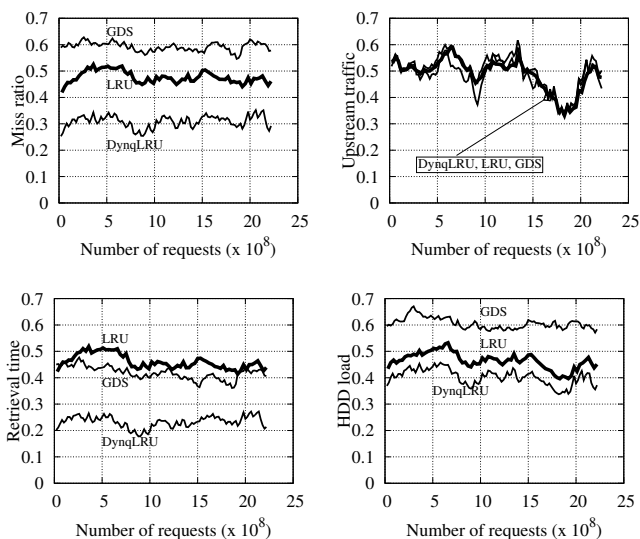 0.7
0.6
0.5
0.4
0.3
0.2
0.1
0
0 5 10 15 20 25
Miss ratio
Number of requests (x 10^8)
GDS
LRU
DynqLRU
0.7
0.6
0.5
0.4
0.3
0.2
0.1
0
0 5 10 15 20 25
Upstream traffic
Number of requests (x 10^8)
DynqLRU, LRU, GDS
0.7
0.6
0.5
0.4
0.3
0.2
0.1
0
0 5 10 15 20 25
Retrieval time
Number of requests (x 10^8)
LRU
GDS
DynqLRU
0.7
0.6
0.5
0.4
0.3
0.2
0.1
0
0 5 10 15 20 25
HDD load
Number of requests (x 10^8)
GDS
LRU
DynqLRU